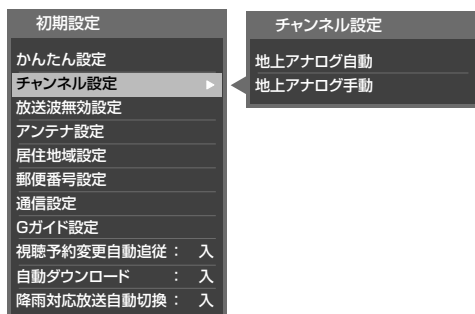 初期設定
かんたん設定
チャンネル設定
放送波無効設定
アンテナ設定
居住地域設定
郵便番号設定
通信設定
Gガイド設定
視聴予約変更自動追従： 入
自動ダウンロード ： 入
降雨対応放送自動切換： 入
チャンネル設定
地上アナログ自動
地上アナログ手動